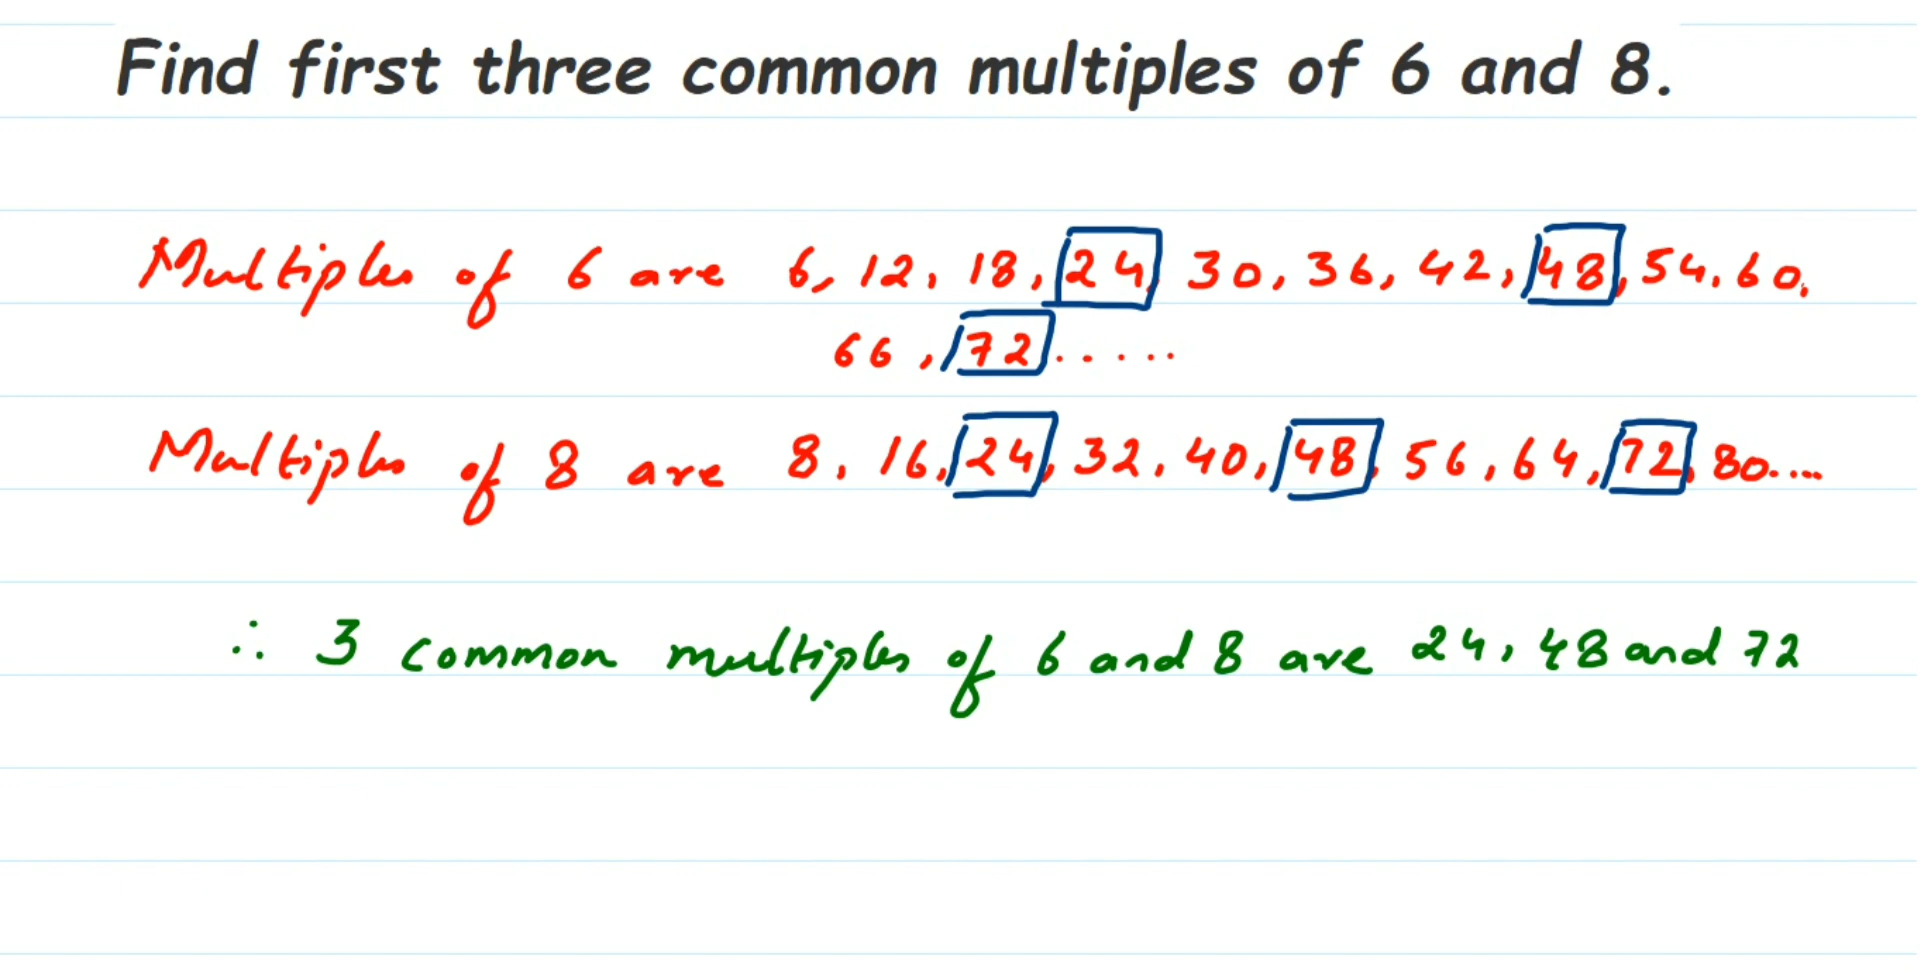 Find first three common multiples of 6 and 8.
Multiples of 6 are 6, 12, 18, 24, 30, 36, 42, 48, 54, 60,
66, 72.....
Multiples of 8 are 8, 16, 24, 32, 40, 48, 56, 64, 72, 80....
∴ 3 common multiples of 6 and 8 are 24, 48 and 72